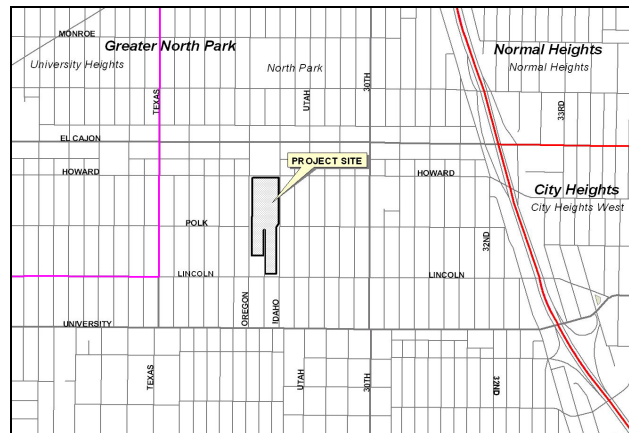 MONROE
Greater North Park
Normal Heights
University Heights
North Park
Normal Heights
TEXAS
UTAH
30TH
33RD
EL CAJON
PROJECT SITE
HOWARD
HOWARD
City Heights
City Heights West
POLK
32ND
LINCOLN
LINCOLN
OREGON
IDAHO
UNIVERSITY
TEXAS
UTAH
30TH
32ND